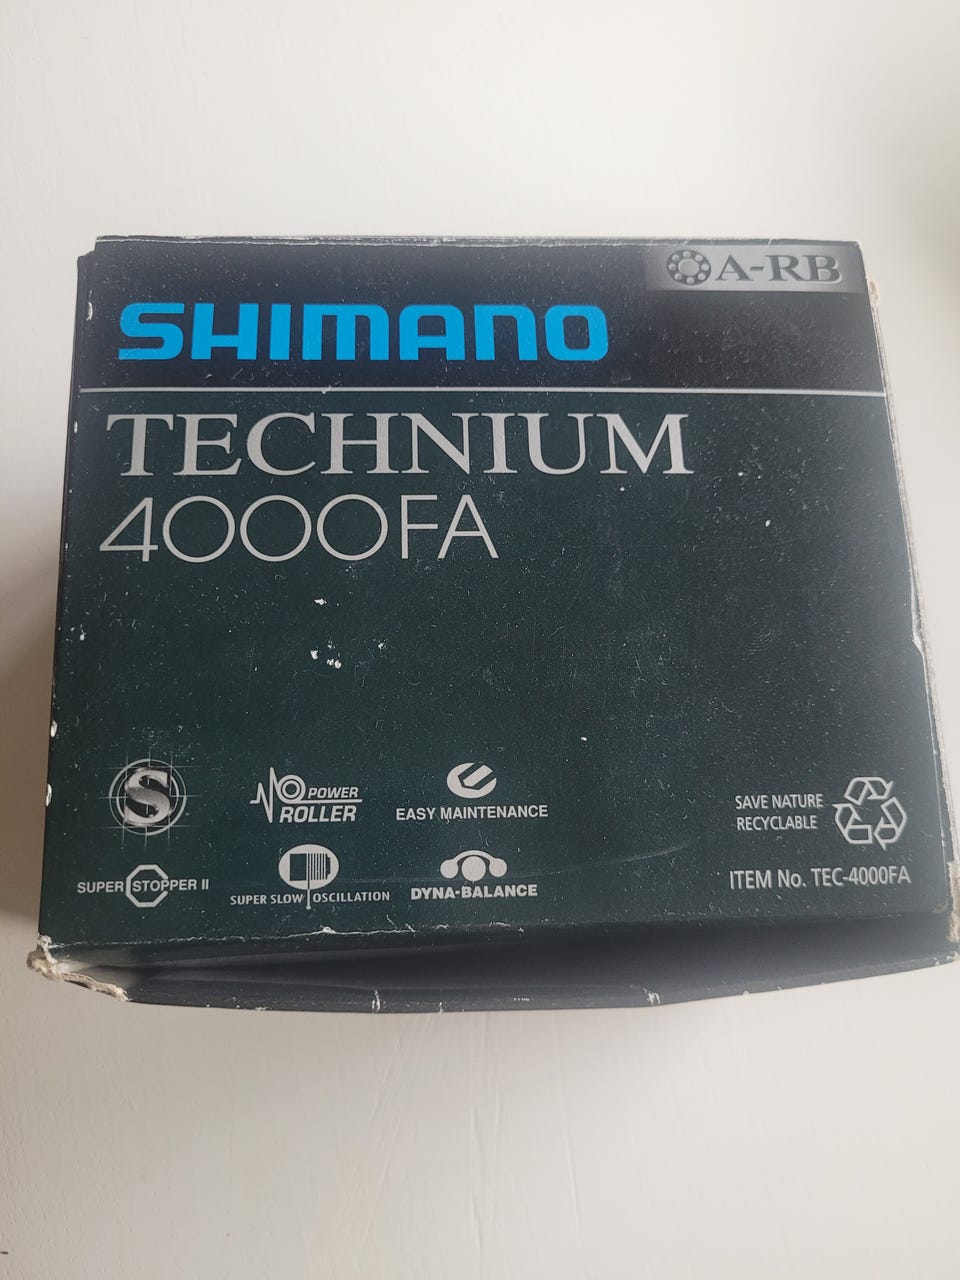 A-RB
SHIMANO
TECHNIUM
4000FA
S
POWER
ROLLER
EASY MAINTENANCE
SAVE NATURE
RECYCLABLE
SUPER STOPPER II
SUPER SLOW OSCILLATION
DYNA-BALANCE
ITEM No. TEC-4000FA